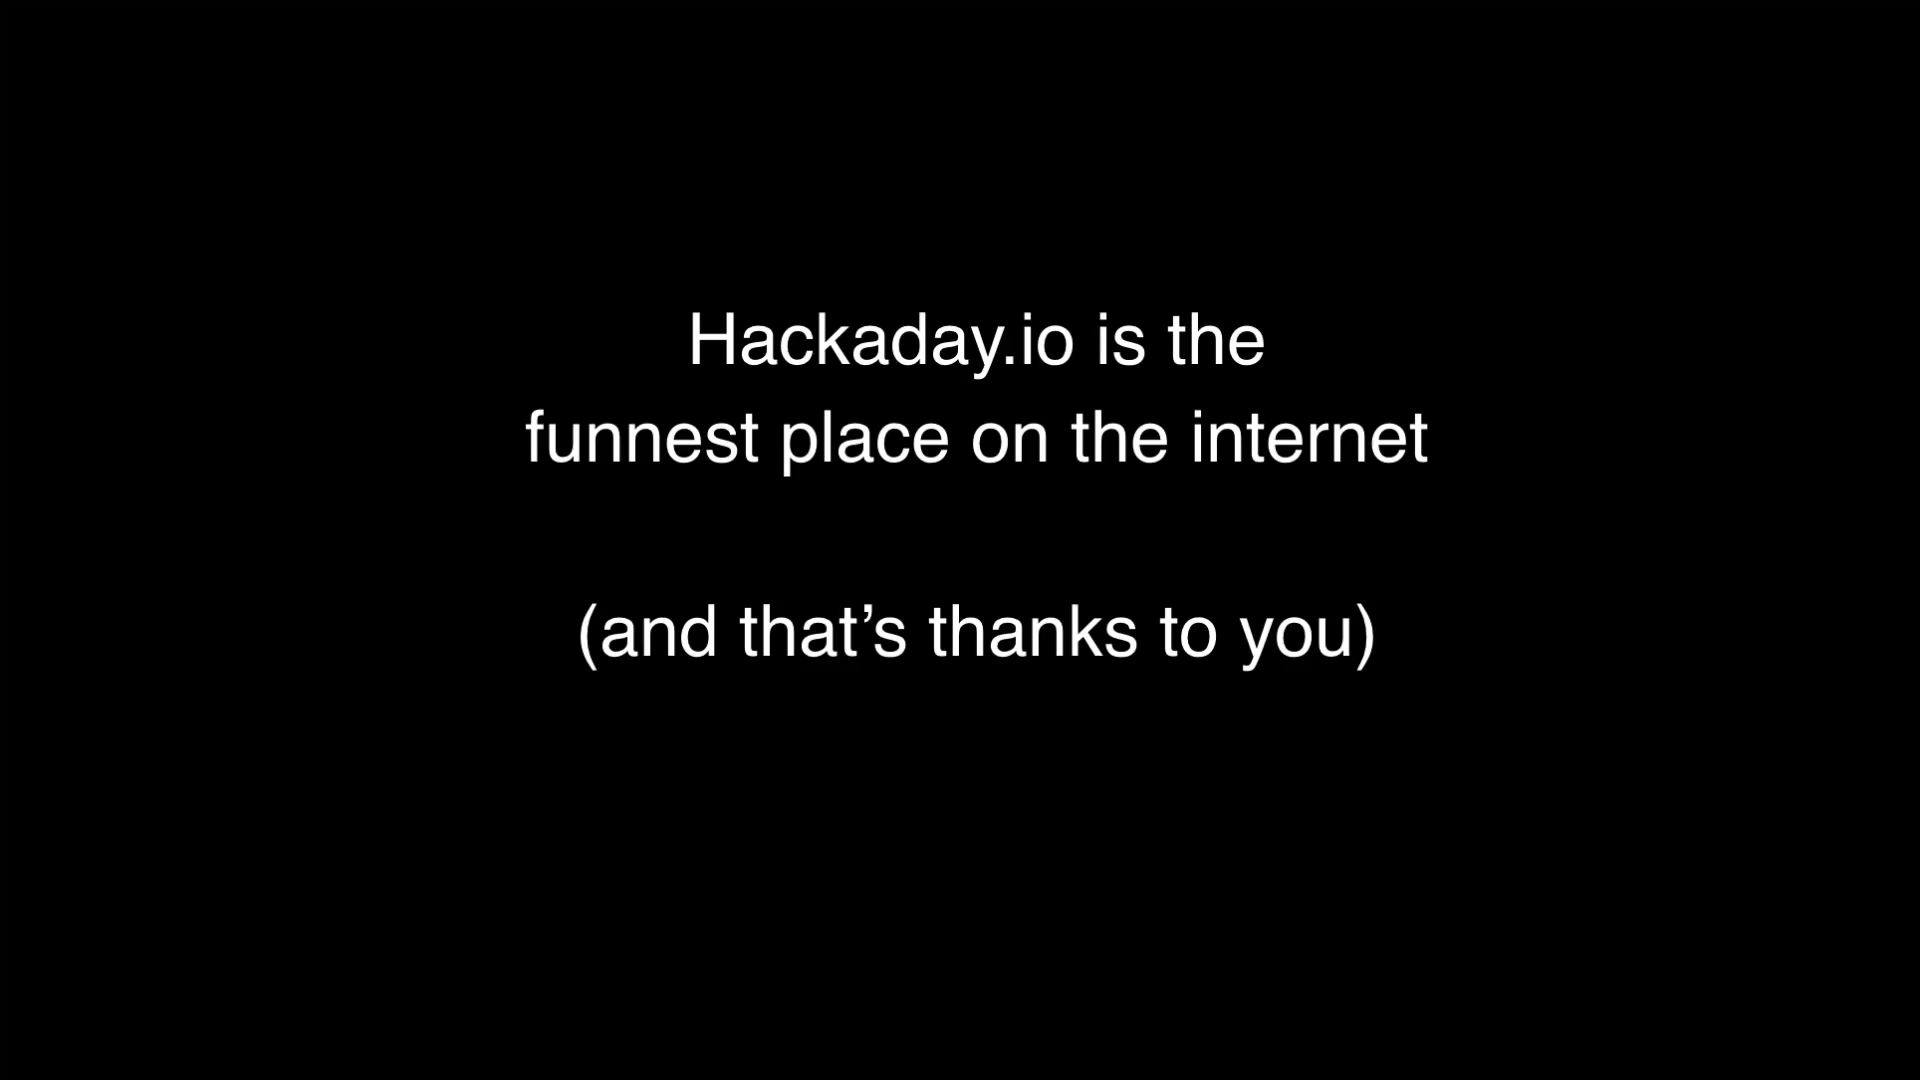 Hackaday.io is the
funnest place on the internet
(and that’s thanks to you)